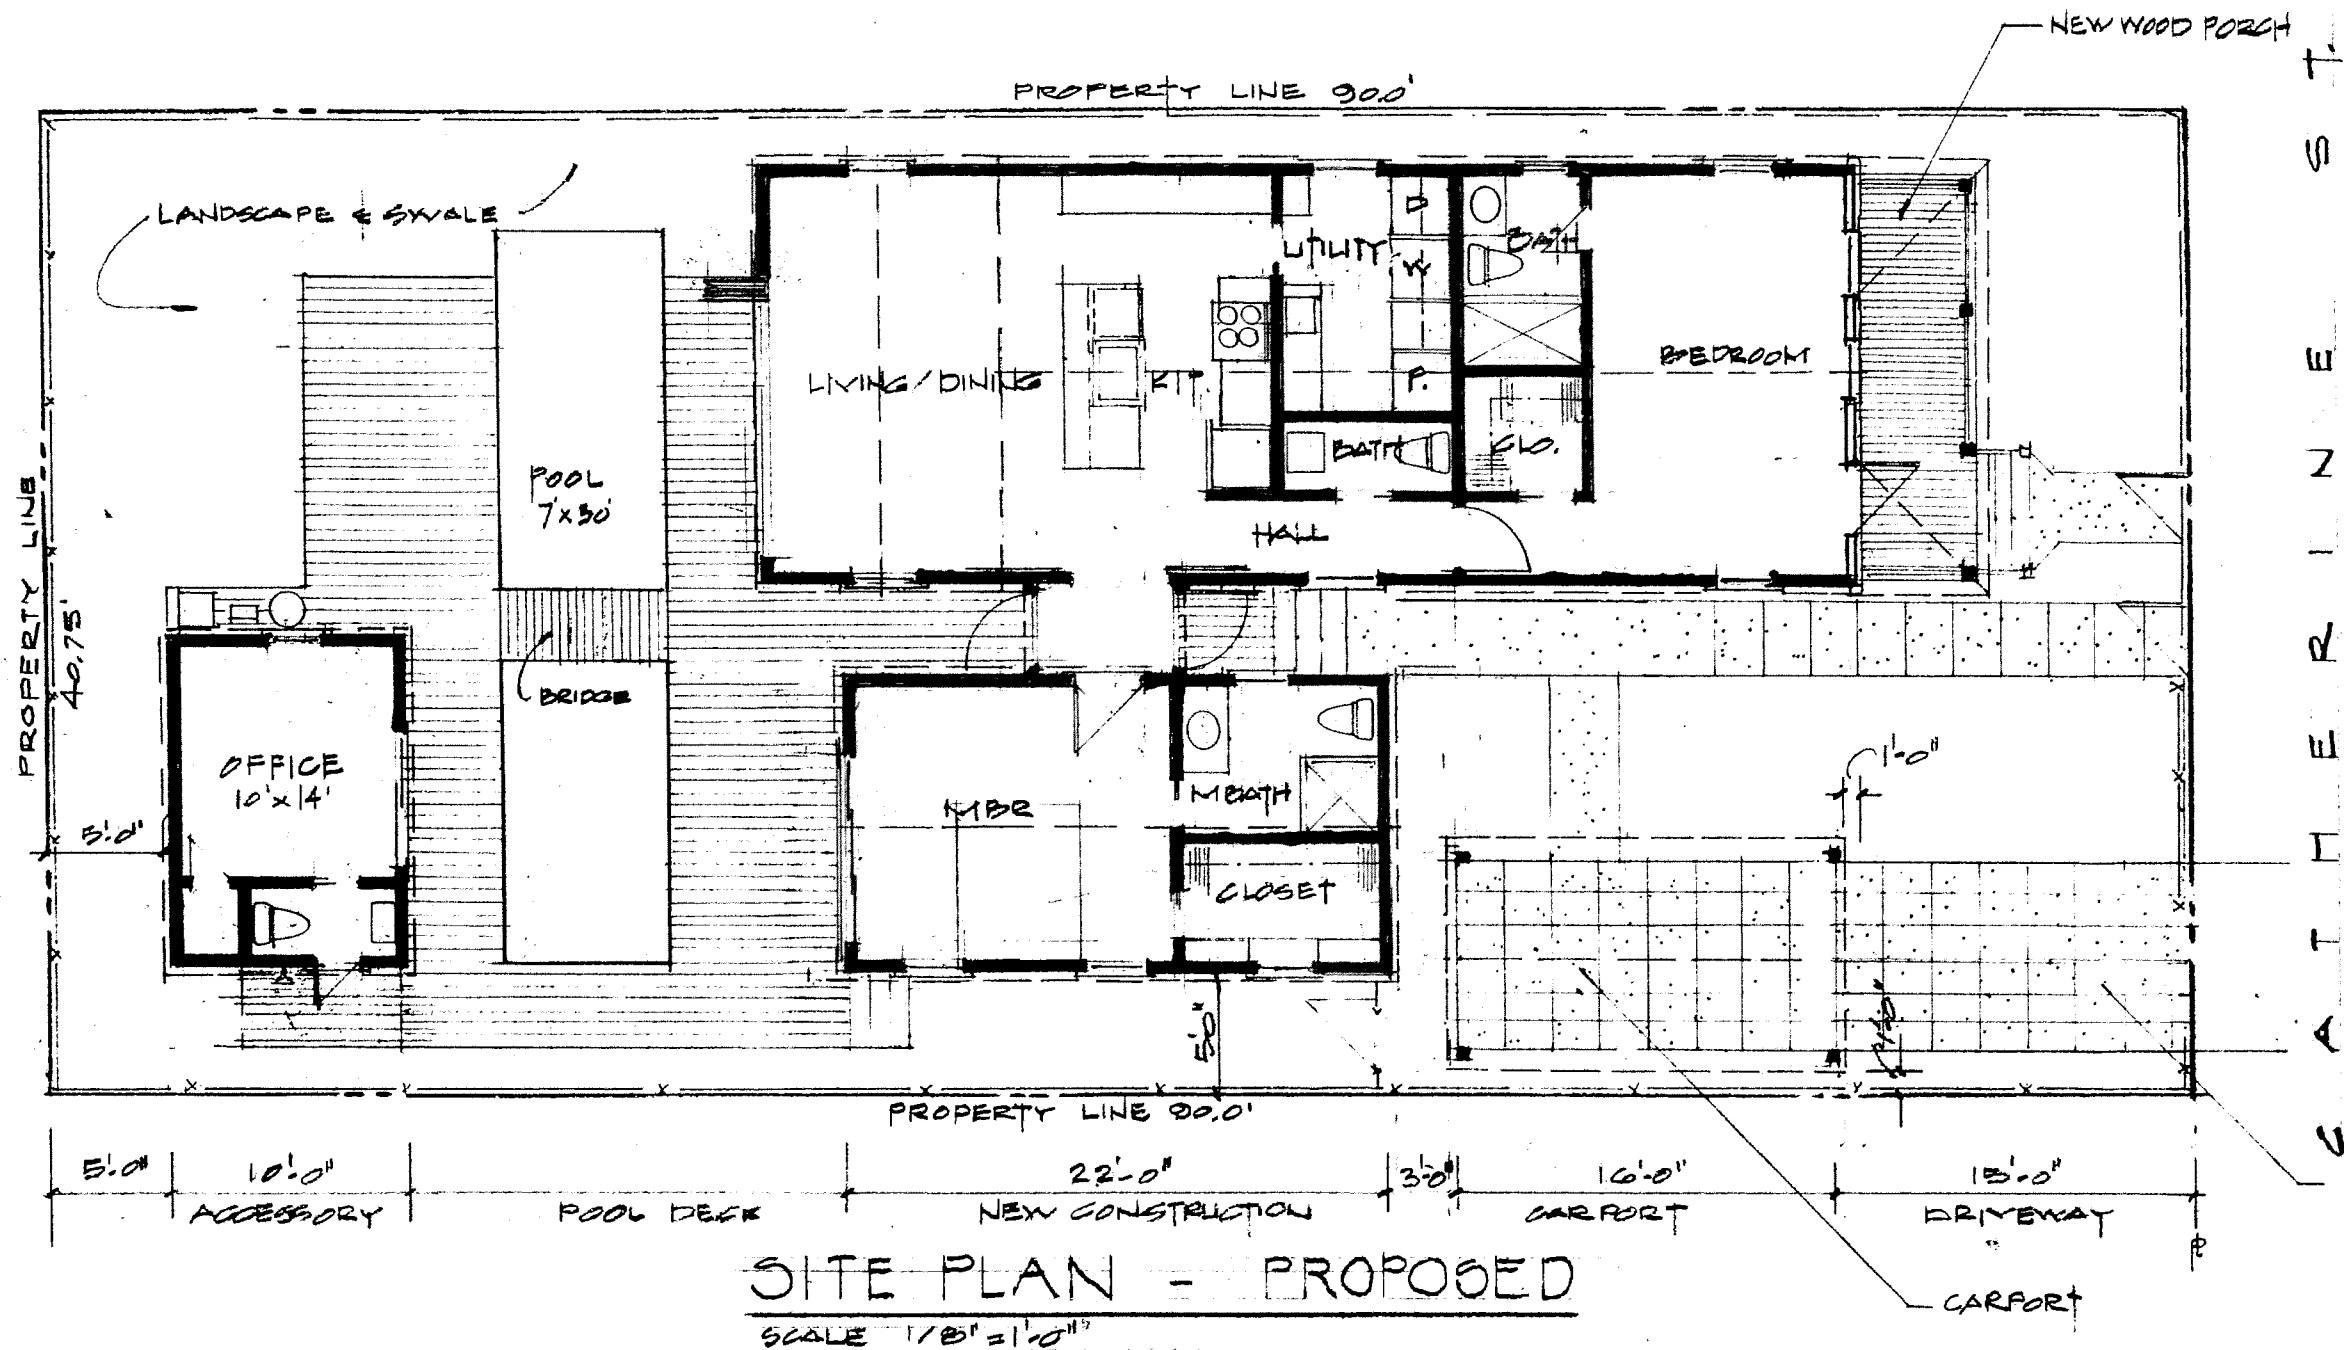 NEW WOOD PORCH
PROPERTY LINE 90.0'
LANDSCAPE & SWALE
UTILITY
D
BATH
W
LIVING/DINING
KIT.
P.
BEDROOM
POOL
7'x30'
BATH
CLO.
HALL
PROPERTY LINE
40.75'
BRIDGE
OFFICE
10'x14'
MBR
MBATH
1'-0"
5'-0"
CLOSET
5'-0"
PROPERTY LINE 90.0'
5'-0"
10'-0"
22'-0"
3'-0"
16'-0"
15'-0"
ACCESSORY
POOL DECK
NEW CONSTRUCTION
CARPORT
DRIVEWAY
CATHERINE ST.
SITE PLAN - PROPOSED
CARPORT
SCALE 1/8"=1'-0"